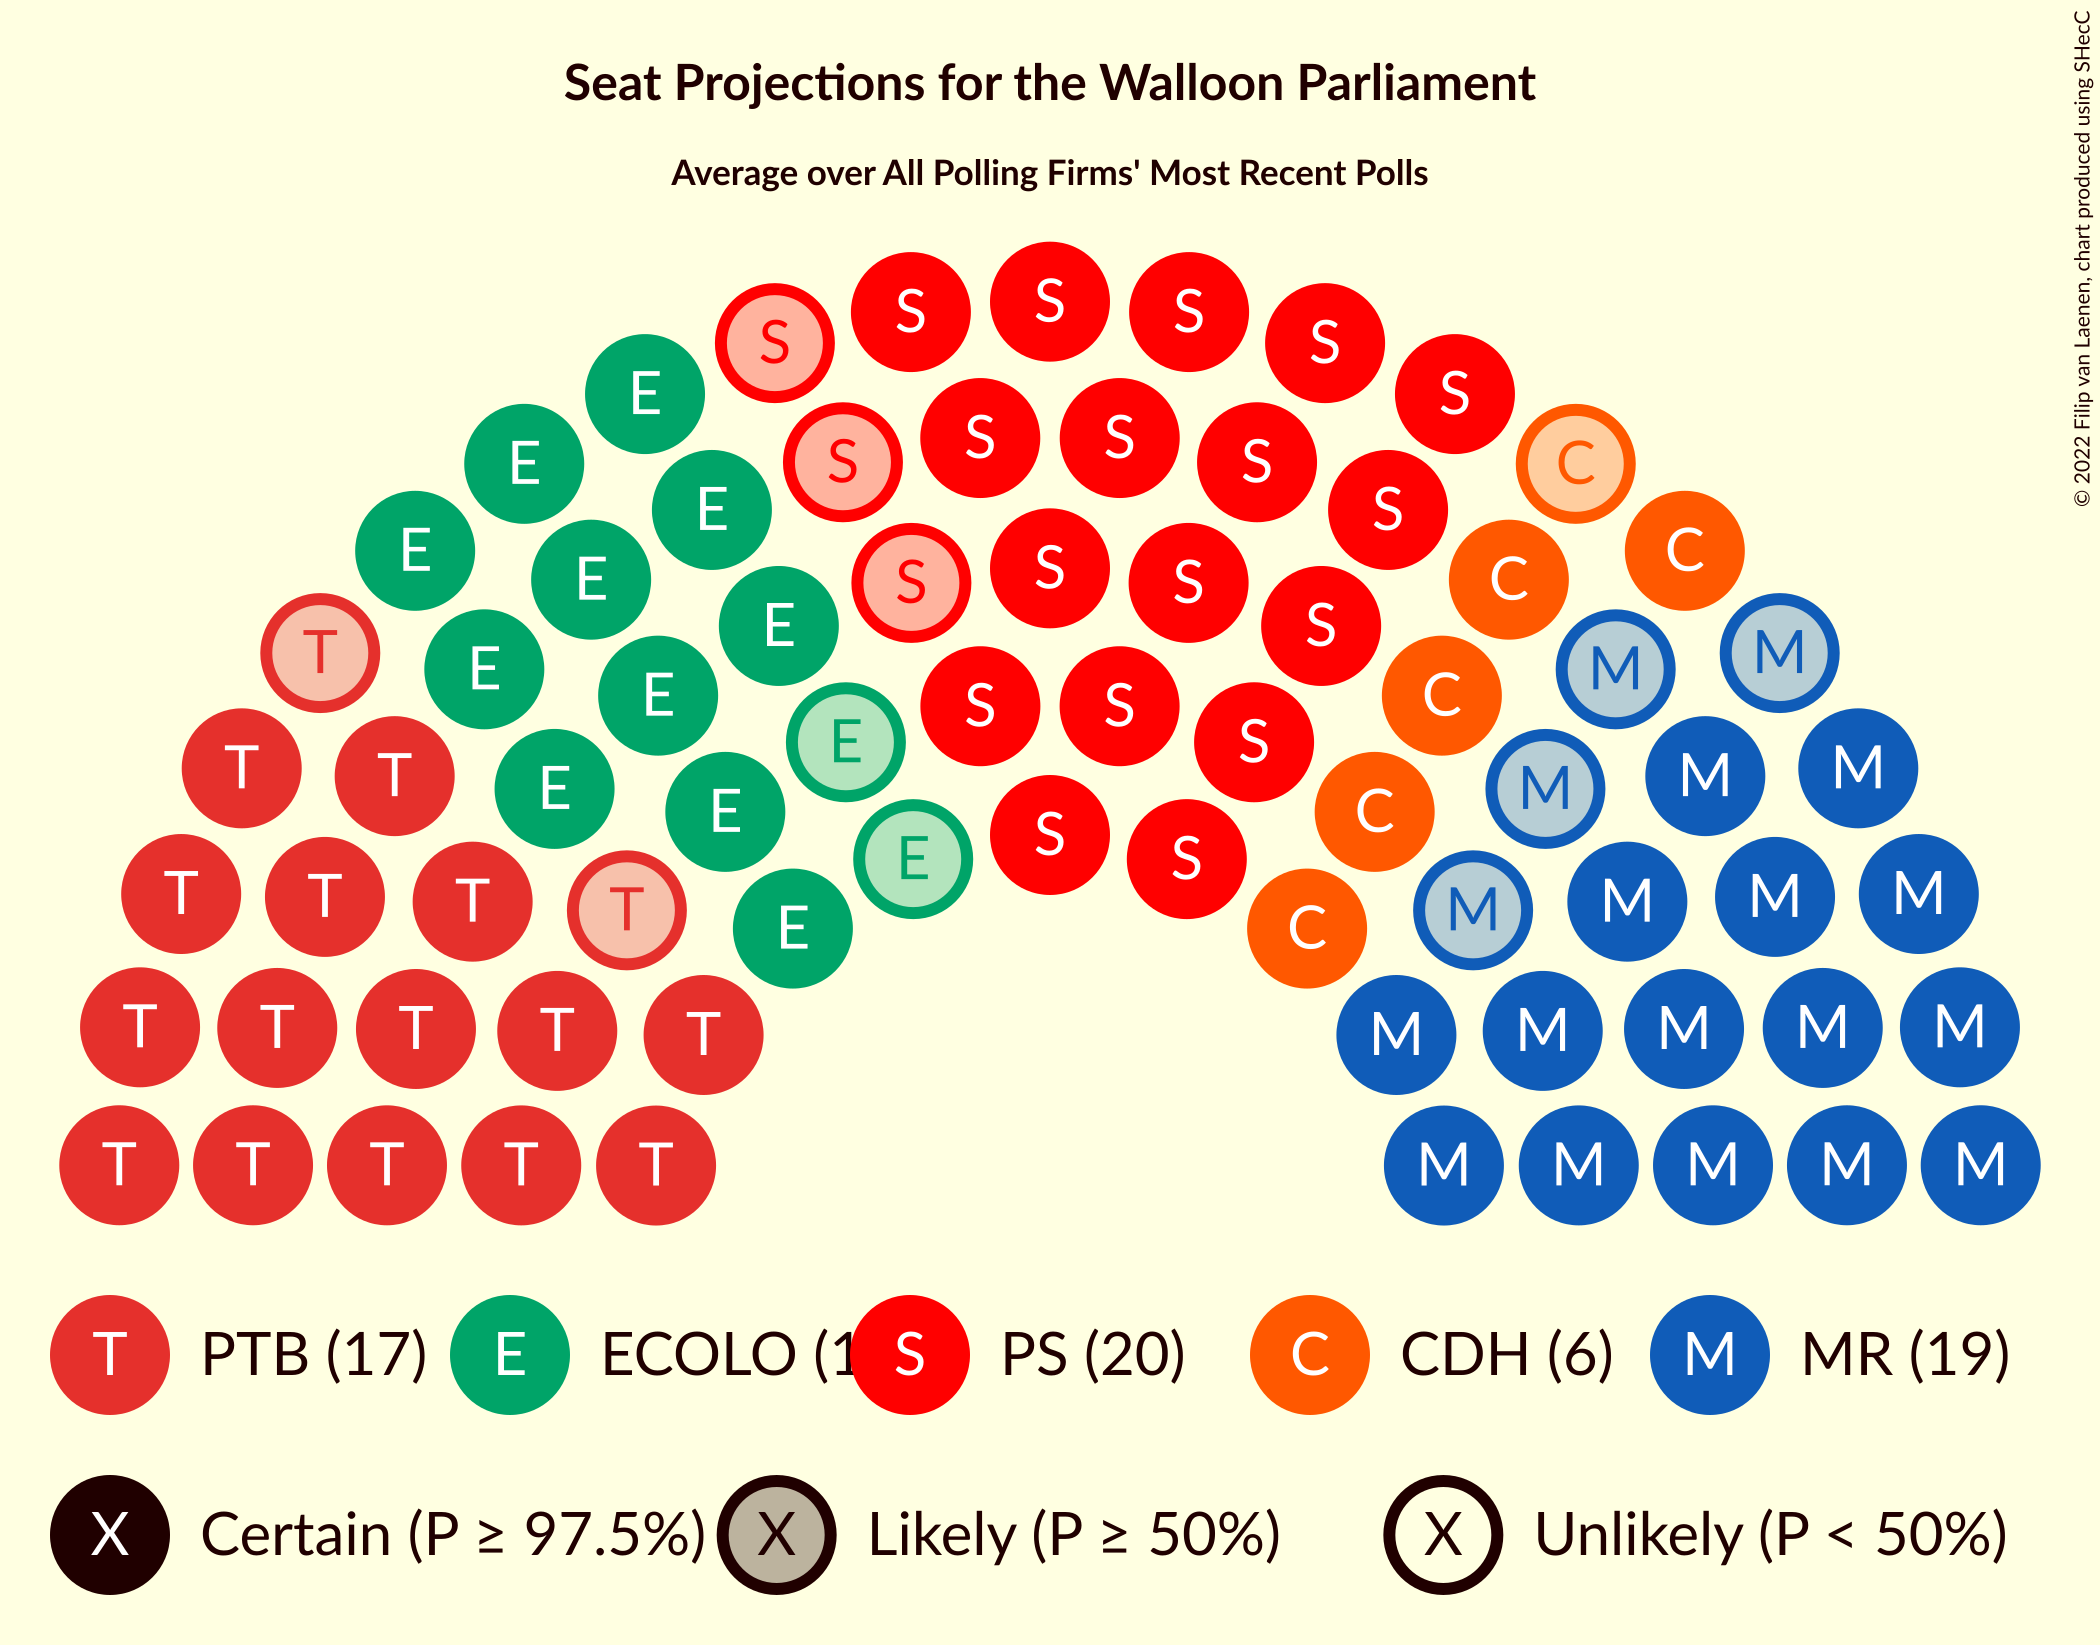 Seat Projections for the Walloon Parliament
Average over All Polling Firms' Most Recent Polls
© 2022 Filip van Laenen, chart produced using SHecC
S S S S S
E S
E S S S S C
E S
E C
E S S S C
E S
T M
E M
E C
S S
E S
T T M M
E M
E C
S
E S
T T T T M M M M
E C
T T T T T M M M M M
T T T T T M M M M M
T PTB (17) E ECOLO (1 S PS (20) C CDH (6) M MR (19)
X Certain (P ≥ 97.5%) X Likely (P ≥ 50%) X Unlikely (P < 50%)